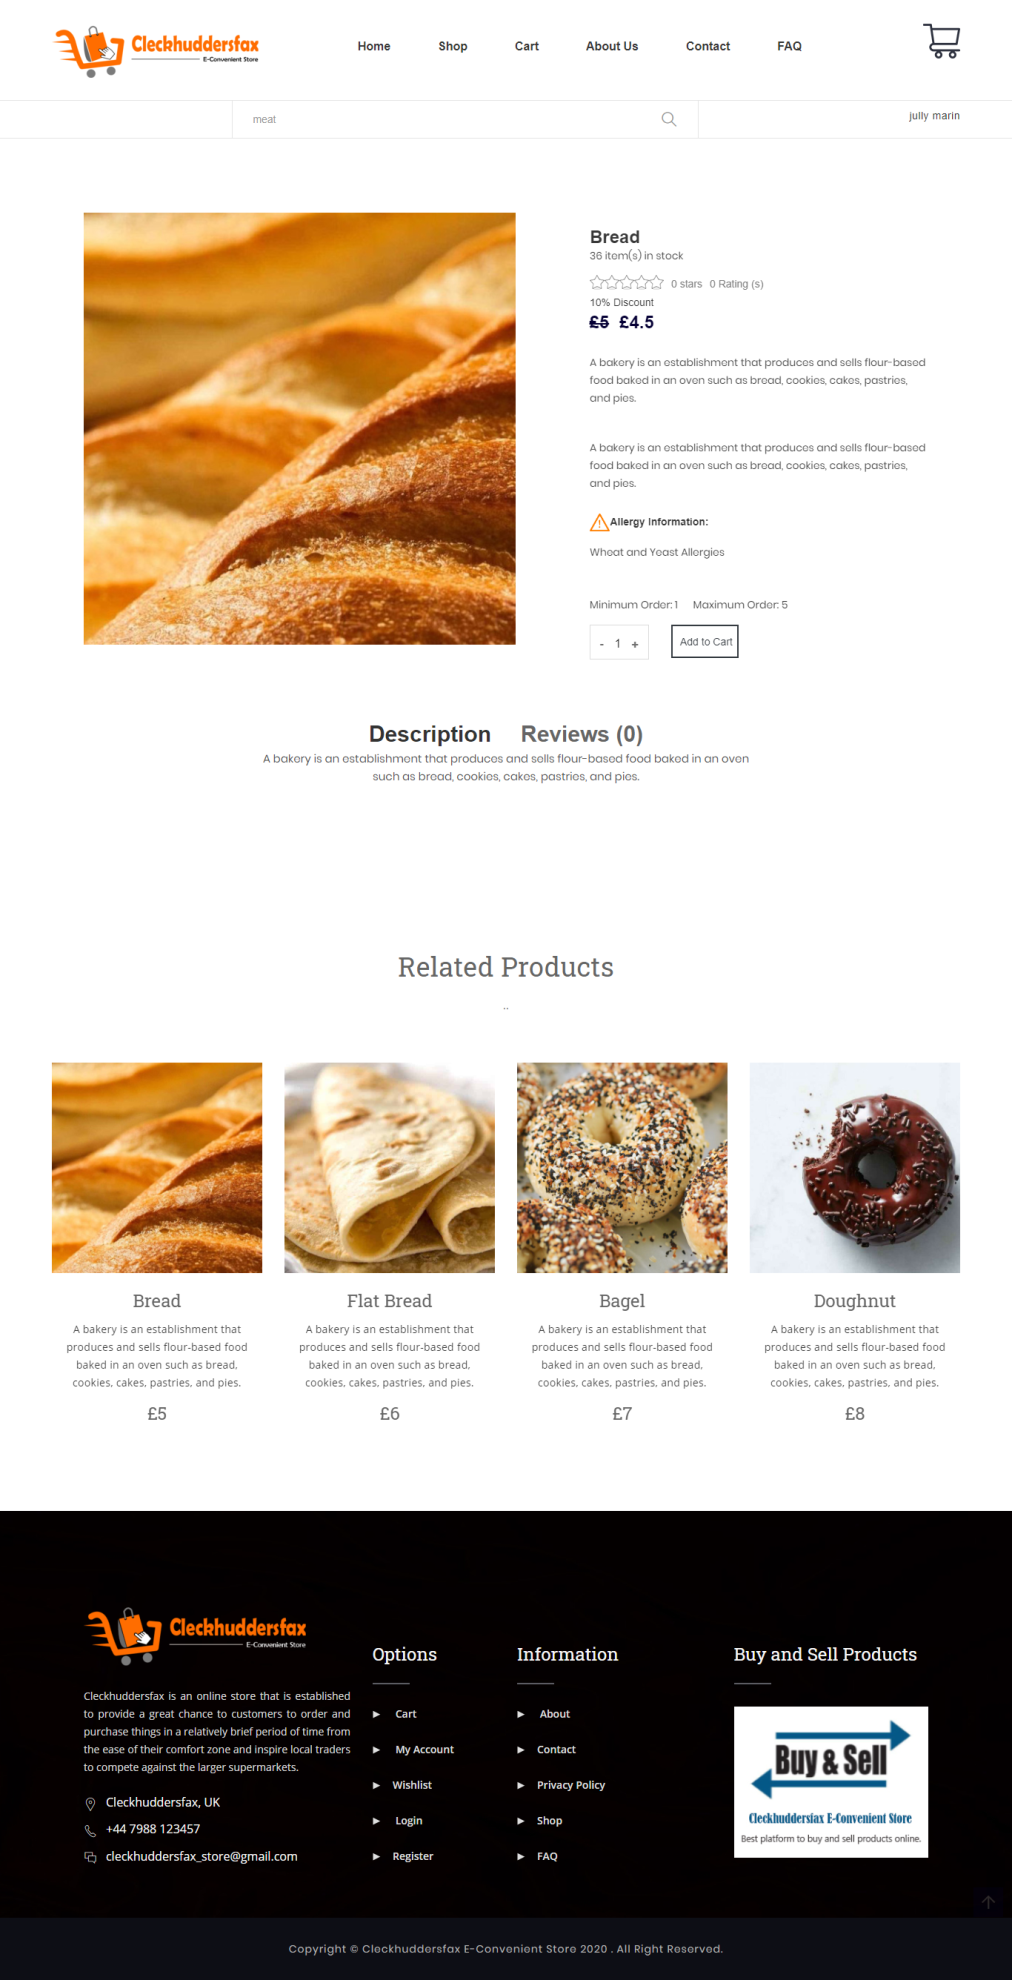 Cleckhuddersfax
E-Convenient Store
Home Shop Cart About Us Contact FAQ
meat
jully marin
Bread
36 item(s) in stock
0 stars 0 Rating (s)
10% Discount
£5 £4.5
A bakery is an establishment that produces and sells flour-based
food baked in an oven such as bread, cookies, cakes, pastries,
and pies.
A bakery is an establishment that produces and sells flour-based
food baked in an oven such as bread, cookies, cakes, pastries,
and pies.
Allergy Information:
Wheat and Yeast Allergies
Minimum Order: 1 Maximum Order: 5
- 1 +
Add to Cart
Description Reviews (0)
A bakery is an establishment that produces and sells flour-based food baked in an oven
such as bread, cookies, cakes, pastries, and pies.
Related Products
..
Bread
A bakery is an establishment that
produces and sells flour-based food
baked in an oven such as bread,
cookies, cakes, pastries, and pies.
£5
Flat Bread
A bakery is an establishment that
produces and sells flour-based food
baked in an oven such as bread,
cookies, cakes, pastries, and pies.
£6
Bagel
A bakery is an establishment that
produces and sells flour-based food
baked in an oven such as bread,
cookies, cakes, pastries, and pies.
£7
Doughnut
A bakery is an establishment that
produces and sells flour-based food
baked in an oven such as bread,
cookies, cakes, pastries, and pies.
£8
Cleckhuddersfax
E-Convenient Store
Cleckhuddersfax is an online store that is established
to provide a great chance to customers to order and
purchase things in a relatively brief period of time from
the ease of their comfort zone and inspire local traders
to compete against the larger supermarkets.
Cleckhuddersfax, UK
+44 7988 123457
cleckhuddersfax_store@gmail.com
Options
Cart
My Account
Wishlist
Login
Register
Information
About
Contact
Privacy Policy
Shop
FAQ
Buy and Sell Products
Buy & Sell
Cleckhuddersfax E-Convenient Store
Best platform to buy and sell products online.
Copyright © Cleckhuddersfax E-Convenient Store 2020 . All Right Reserved.